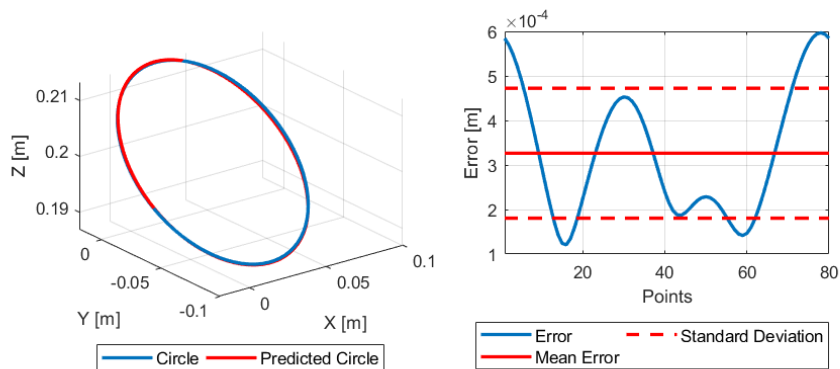 Z [m]
0.21
0.2
0.19
0
-0.05
-0.1
Y [m]
0
0.05
0.1
X [m]
Circle
Predicted Circle
×10⁻⁴
Error [m]
6
5
4
3
2
1
20
40
60
80
Points
Error
Standard Deviation
Mean Error